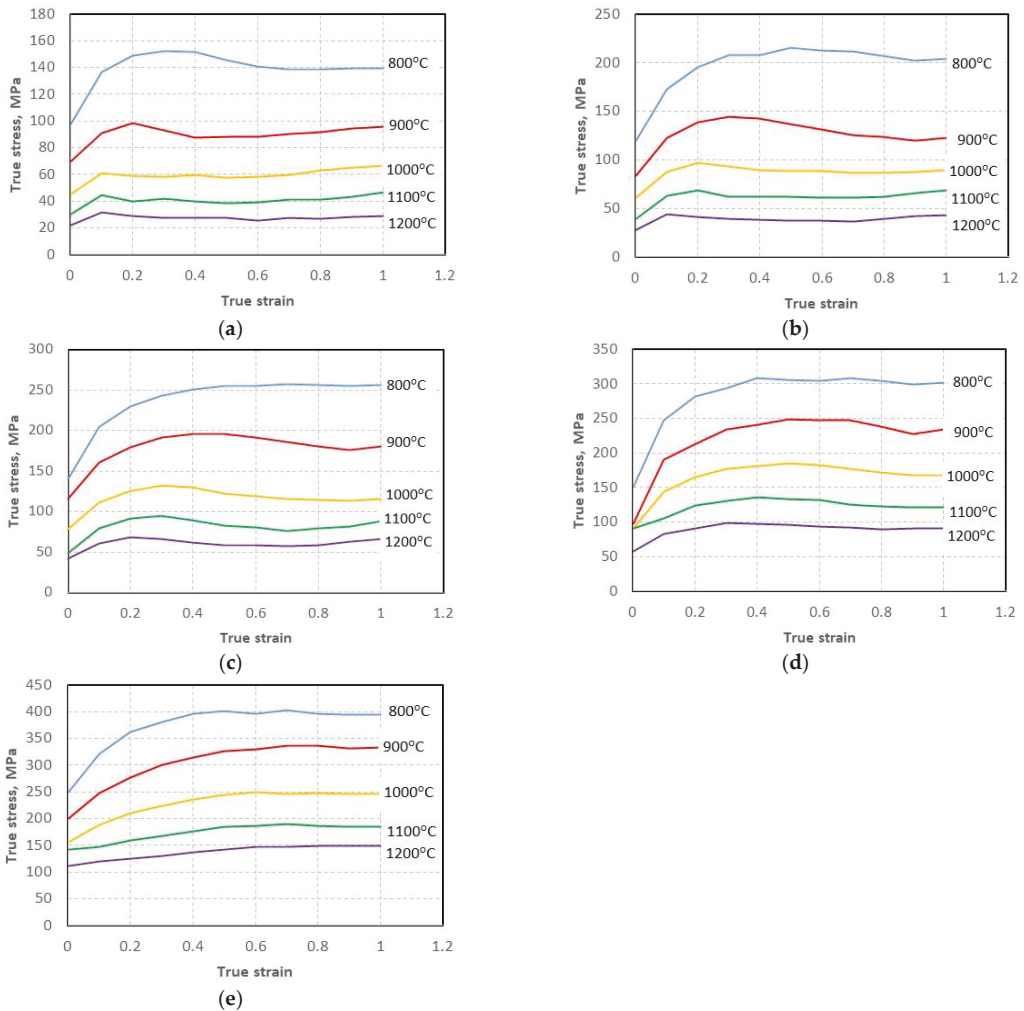 180
160
140
120
100
80
60
40
20
0
True stress, MPa
800°C
900°C
1000°C
1100°C
1200°C
0 0.2 0.4 0.6 0.8 1 1.2
True strain
(a)
250
200
150
100
50
0
True stress, MPa
800°C
900°C
1000°C
1100°C
1200°C
0 0.2 0.4 0.6 0.8 1 1.2
True strain
(b)
300
250
200
150
100
50
0
True stress, MPa
800°C
900°C
1000°C
1100°C
1200°C
0 0.2 0.4 0.6 0.8 1 1.2
True strain
(c)
350
300
250
200
150
100
50
0
True stress, MPa
800°C
900°C
1000°C
1100°C
1200°C
0 0.2 0.4 0.6 0.8 1 1.2
True strain
(d)
450
400
350
300
250
200
150
100
50
0
True stress, MPa
800°C
900°C
1000°C
1100°C
1200°C
0 0.2 0.4 0.6 0.8 1 1.2
True strain
(e)